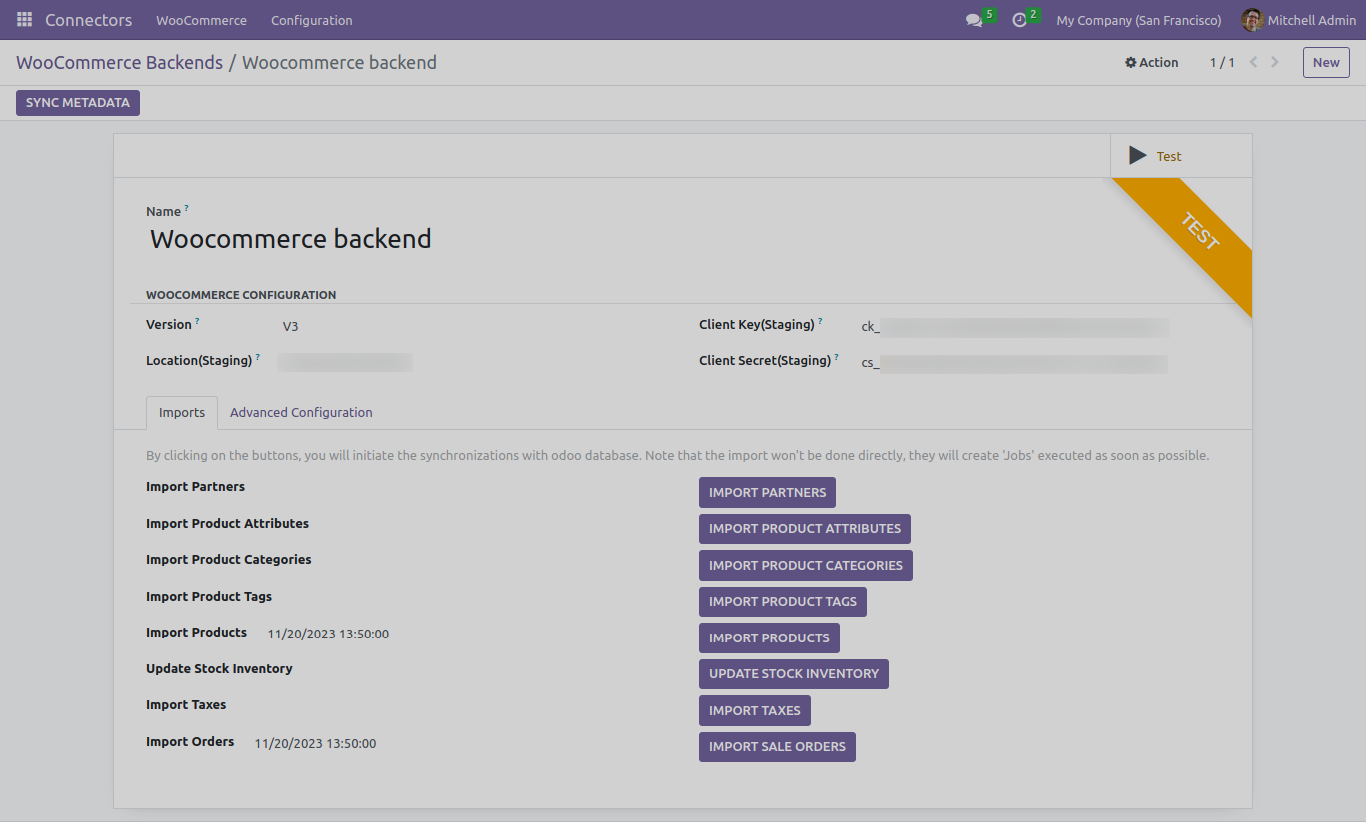 Connectors WooCommerce Configuration 5 2 My Company (San Francisco) Mitchell Admin
WooCommerce Backends / Woocommerce backend Action 1 / 1 New
SYNC METADATA
Test
TEST
Name ?
Woocommerce backend
WOOCOMMERCE CONFIGURATION
Version ? V3 Client Key(Staging) ? ck_
Location(Staging) ? Client Secret(Staging) ? cs_
Imports Advanced Configuration
By clicking on the buttons, you will initiate the synchronizations with odoo database. Note that the import won't be done directly, they will create 'Jobs' executed as soon as possible.
Import Partners IMPORT PARTNERS
Import Product Attributes IMPORT PRODUCT ATTRIBUTES
Import Product Categories IMPORT PRODUCT CATEGORIES
Import Product Tags IMPORT PRODUCT TAGS
Import Products 11/20/2023 13:50:00 IMPORT PRODUCTS
Update Stock Inventory UPDATE STOCK INVENTORY
Import Taxes IMPORT TAXES
Import Orders 11/20/2023 13:50:00 IMPORT SALE ORDERS